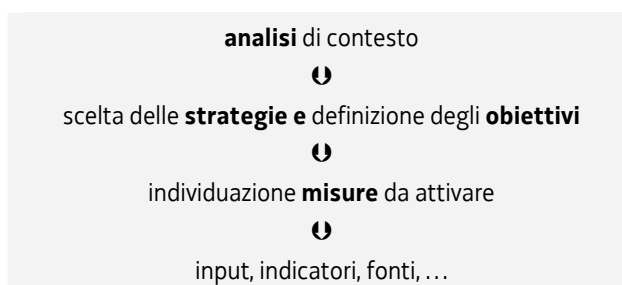 analisi di contesto
scelta delle strategie e definizione degli obiettivi
individuazione misure da attivare
input, indicatori, fonti, …